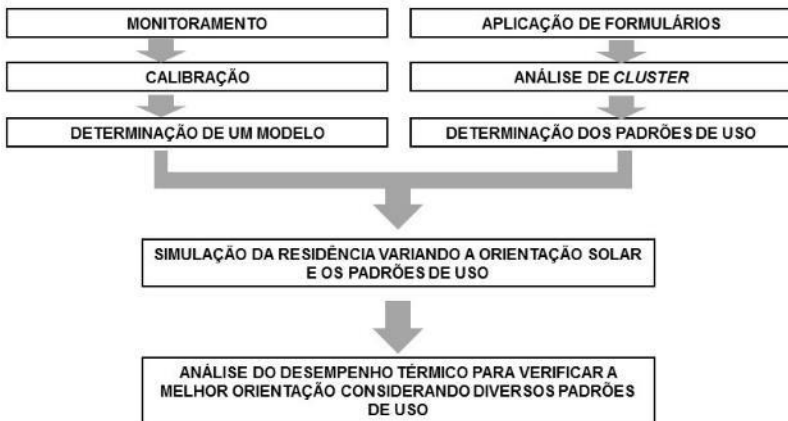 MONITORAMENTO
APLICAÇÃO DE FORMULÁRIOS
CALIBRAÇÃO
ANÁLISE DE CLUSTER
DETERMINAÇÃO DE UM MODELO
DETERMINAÇÃO DOS PADRÕES DE USO
SIMULAÇÃO DA RESIDÊNCIA VARIANDO A ORIENTAÇÃO SOLAR
E OS PADRÕES DE USO
ANÁLISE DO DESEMPENHO TÉRMICO PARA VERIFICAR A
MELHOR ORIENTAÇÃO CONSIDERANDO DIVERSOS PADRÕES
DE USO